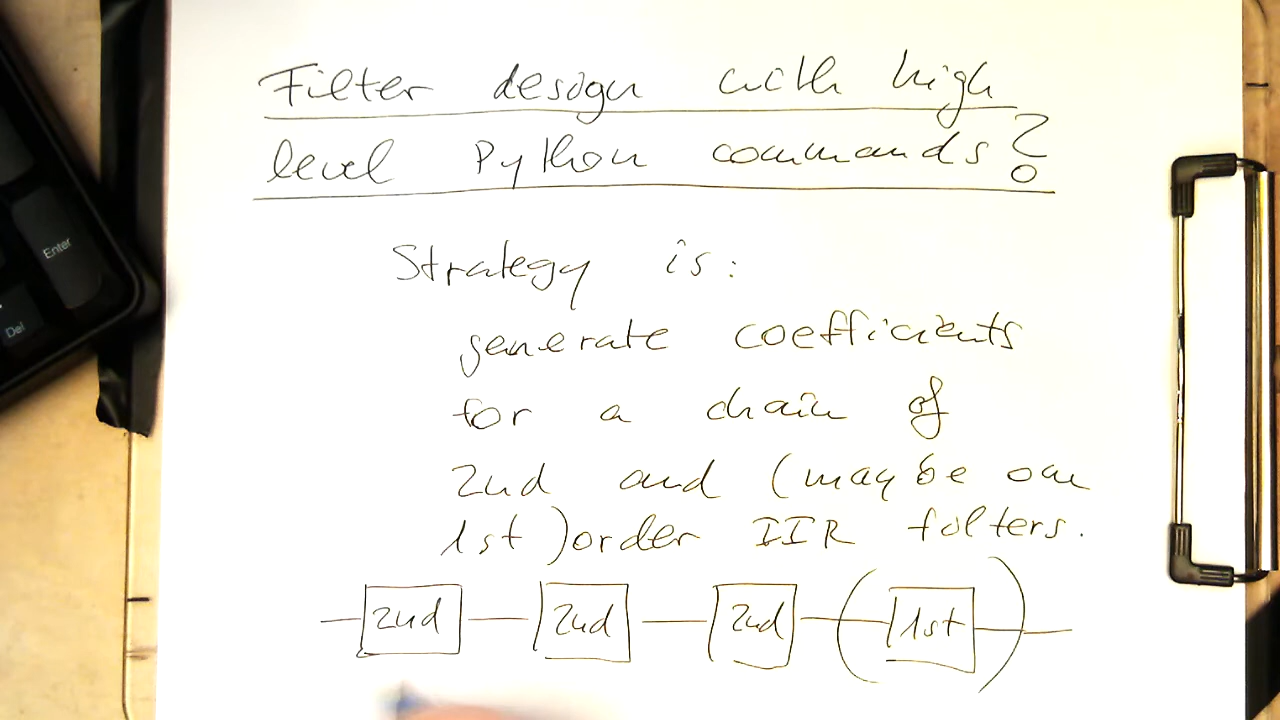 Filter design with high
level Python commands?
Strategy is:
generate coefficients
for a chain of
2nd and (maybe one
1st) order IIR filters.
2nd 2nd 2nd (1st)
Enter
Del